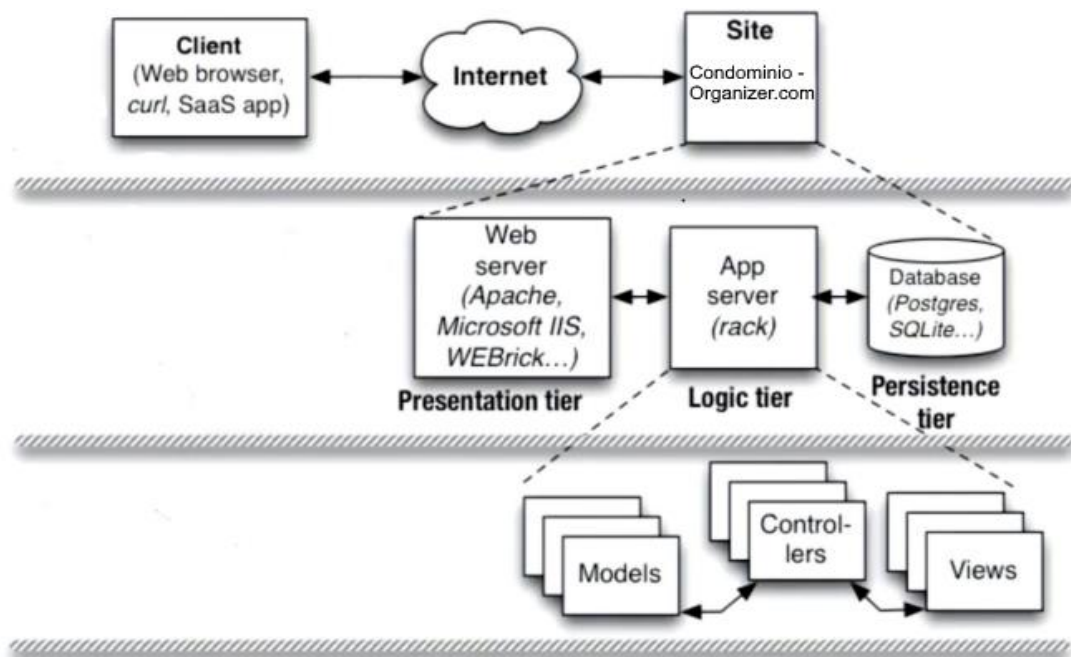 Client
(Web browser,
curl, SaaS app)
Internet
Site
Condominio -
Organizer.com
Web
server
(Apache,
Microsoft IIS,
WEBrick…)
Presentation tier
App
server
(rack)
Logic tier
Database
(Postgres,
SQLite…)
Persistence
tier
Models
Control-
lers
Views